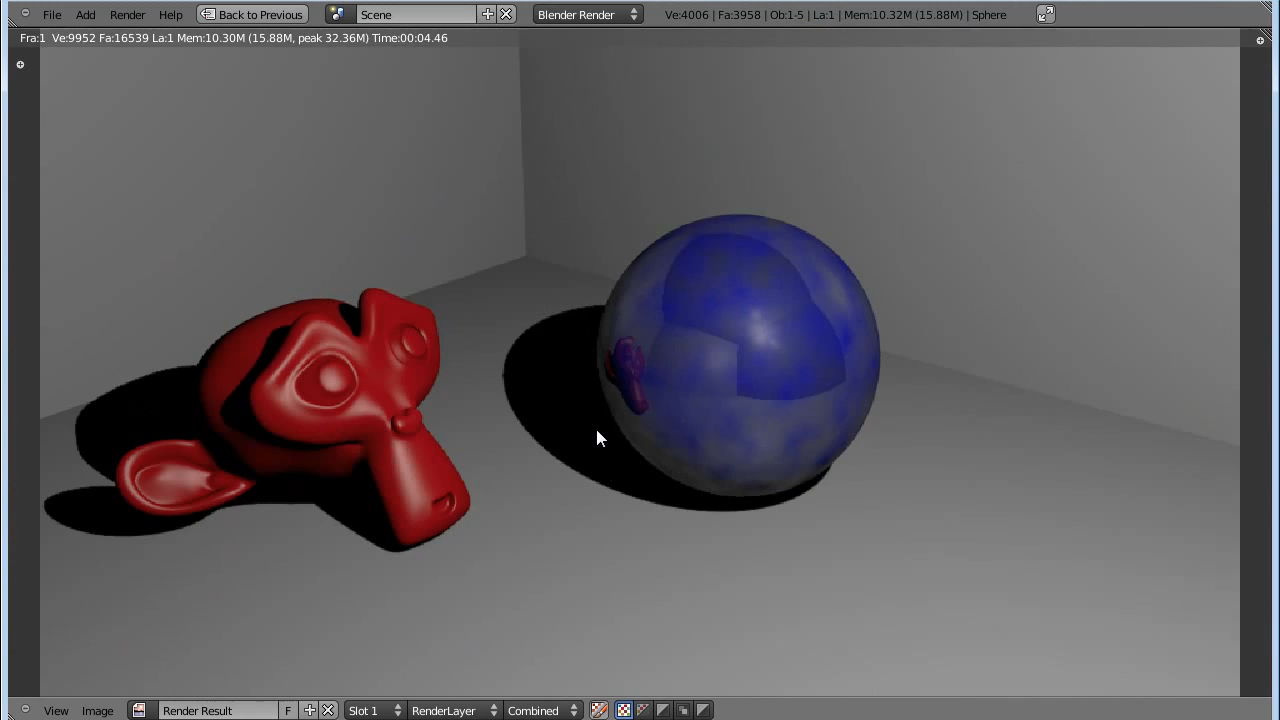 File Add Render Help Back to Previous Scene Blender Render Ve:4006 | Fa:3958 | Ob:1-5 | La:1 | Mem:10.32M (15.88M) | Sphere
Fra:1 Ve:9952 Fa:16539 La:1 Mem:10.30M (15.88M, peak 32.36M) Time:00:04.46
View Image Render Result F Slot 1 RenderLayer Combined